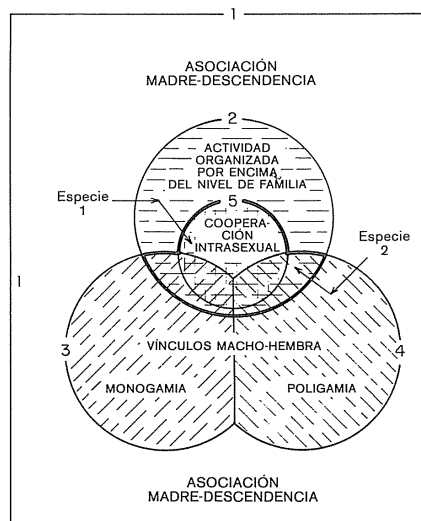 1
ASOCIACIÓN
MADRE-DESCENDENCIA
2
ACTIVIDAD
ORGANIZADA
POR ENCIMA
DEL NIVEL DE FAMILIA
5
Especie
1
COOPERA-
CIÓN
INTRASEXUAL
Especie
2
1
3
VÍNCULOS MACHO-HEMBRA
4
MONOGAMIA
POLIGAMIA
ASOCIACIÓN
MADRE-DESCENDENCIA